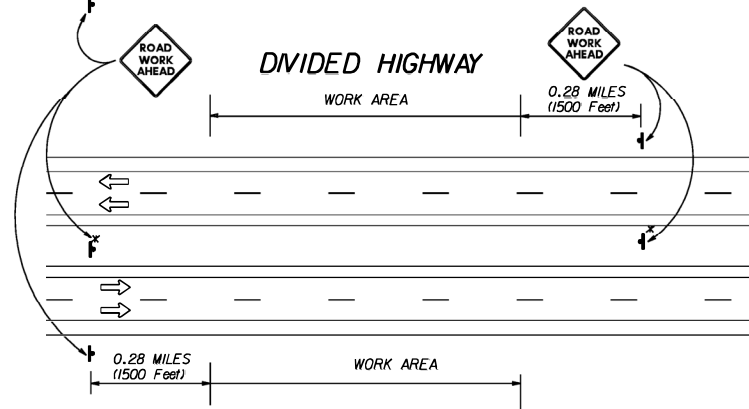 ROAD
WORK
AHEAD
DIVIDED HIGHWAY
ROAD
WORK
AHEAD
WORK AREA
0.28 MILES
(1500 Feet)
x
x
0.28 MILES
(1500 Feet)
WORK AREA